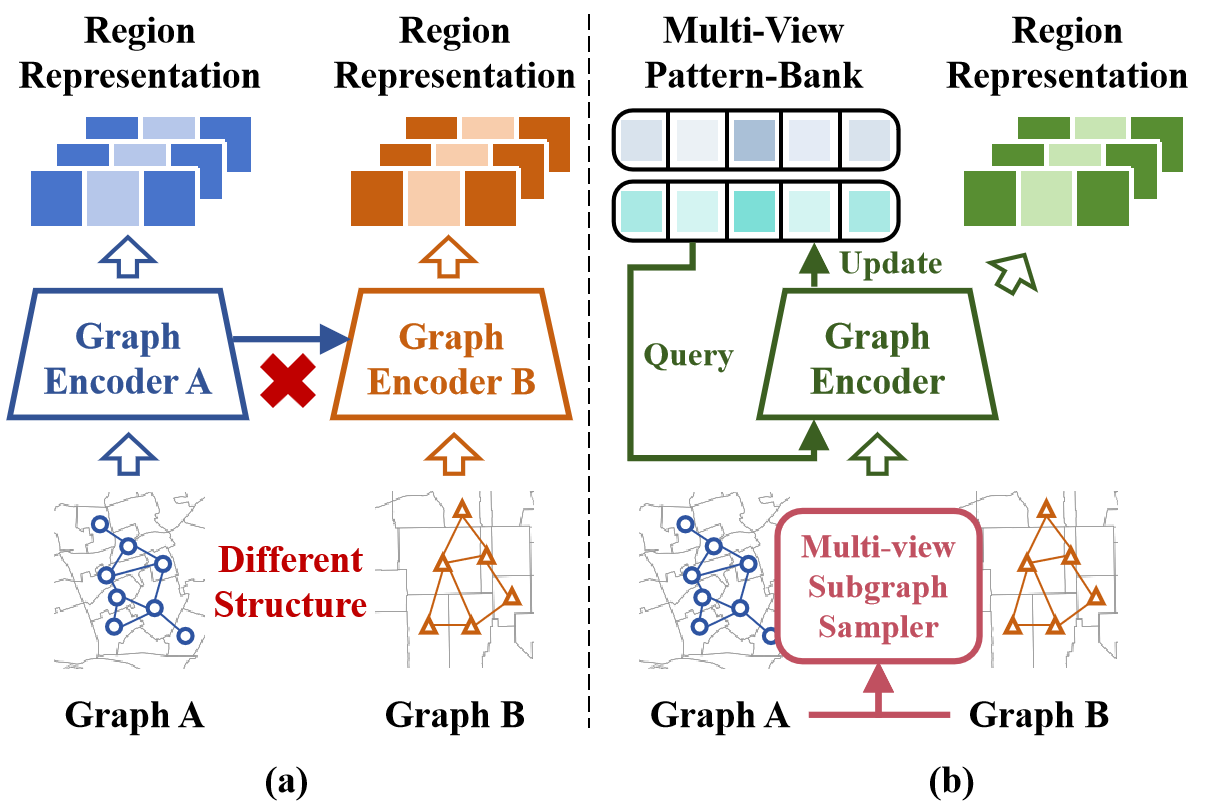 Region
Representation
Region
Representation
Graph
Encoder A
Graph
Encoder B
Different
Structure
Graph A
Graph B
(a)
Multi-View
Pattern-Bank
Region
Representation
Update
Query
Graph
Encoder
Multi-view
Subgraph
Sampler
Graph A
Graph B
(b)